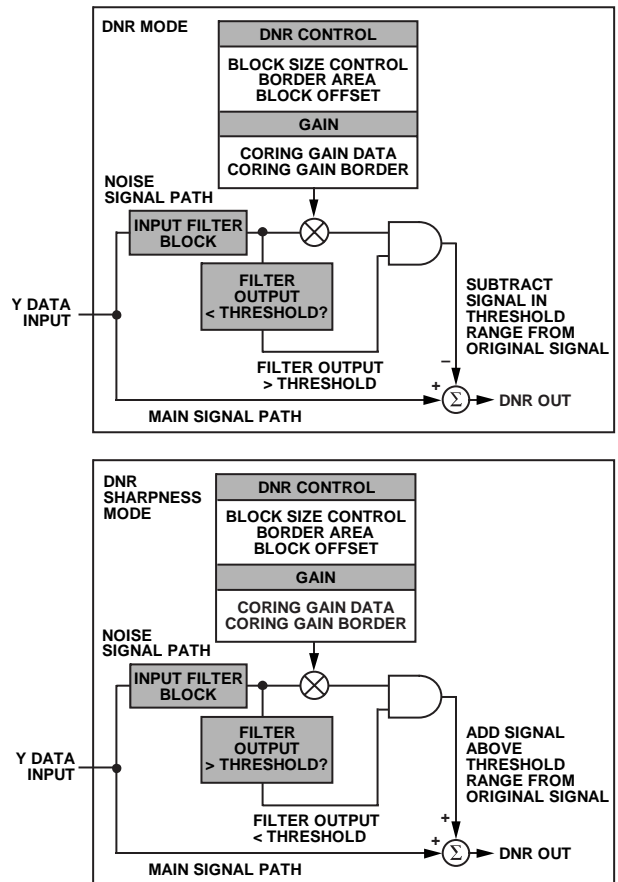 DNR MODE
DNR CONTROL
BLOCK SIZE CONTROL
BORDER AREA
BLOCK OFFSET
GAIN
CORING GAIN DATA
CORING GAIN BORDER
NOISE
SIGNAL PATH
INPUT FILTER
BLOCK
FILTER
OUTPUT
< THRESHOLD?
Y DATA
INPUT
SUBTRACT
SIGNAL IN
THRESHOLD
RANGE FROM
ORIGINAL SIGNAL
FILTER OUTPUT
> THRESHOLD
–
+
Σ
DNR OUT
MAIN SIGNAL PATH
DNR
SHARPNESS
MODE
DNR CONTROL
BLOCK SIZE CONTROL
BORDER AREA
BLOCK OFFSET
GAIN
CORING GAIN DATA
CORING GAIN BORDER
NOISE
SIGNAL PATH
INPUT FILTER
BLOCK
FILTER
OUTPUT
> THRESHOLD?
Y DATA
INPUT
ADD SIGNAL
ABOVE
THRESHOLD
RANGE FROM
ORIGINAL SIGNAL
FILTER OUTPUT
< THRESHOLD
+
+
Σ
DNR OUT
MAIN SIGNAL PATH